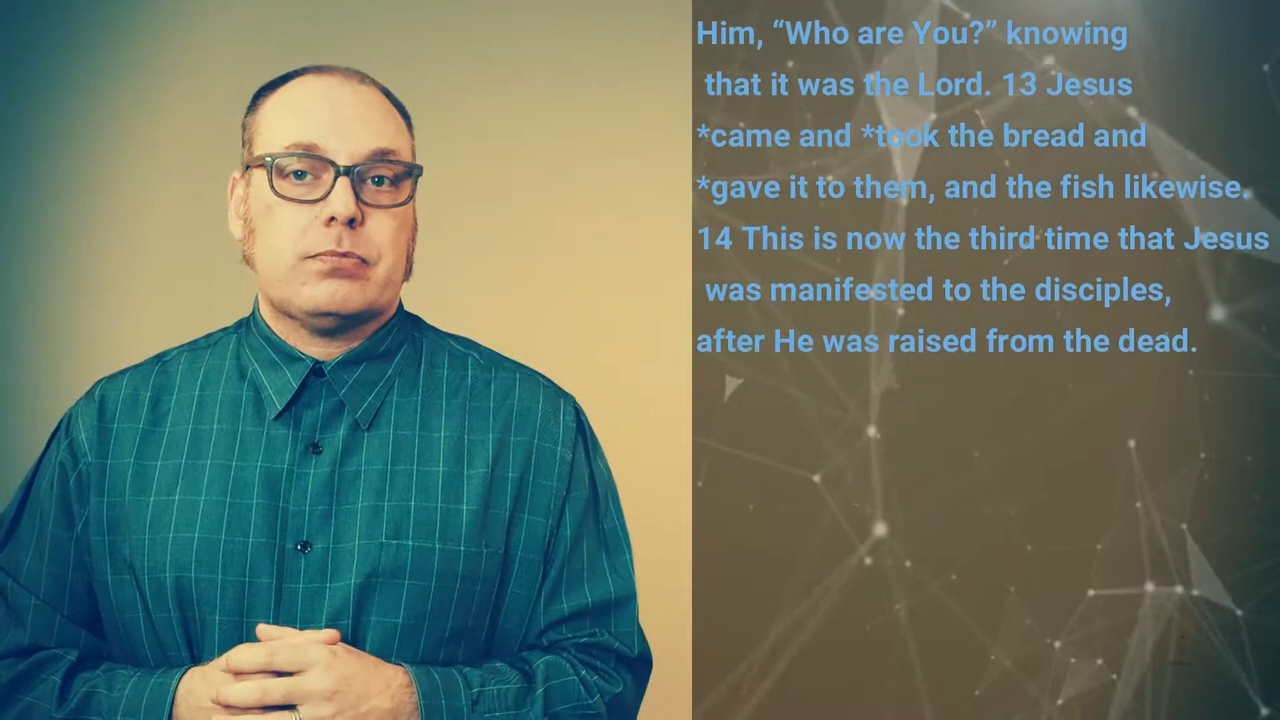 Him, “Who are You?” knowing
that it was the Lord. 13 Jesus
*came and *took the bread and
*gave it to them, and the fish likewise.
14 This is now the third time that Jesus
was manifested to the disciples,
after He was raised from the dead.